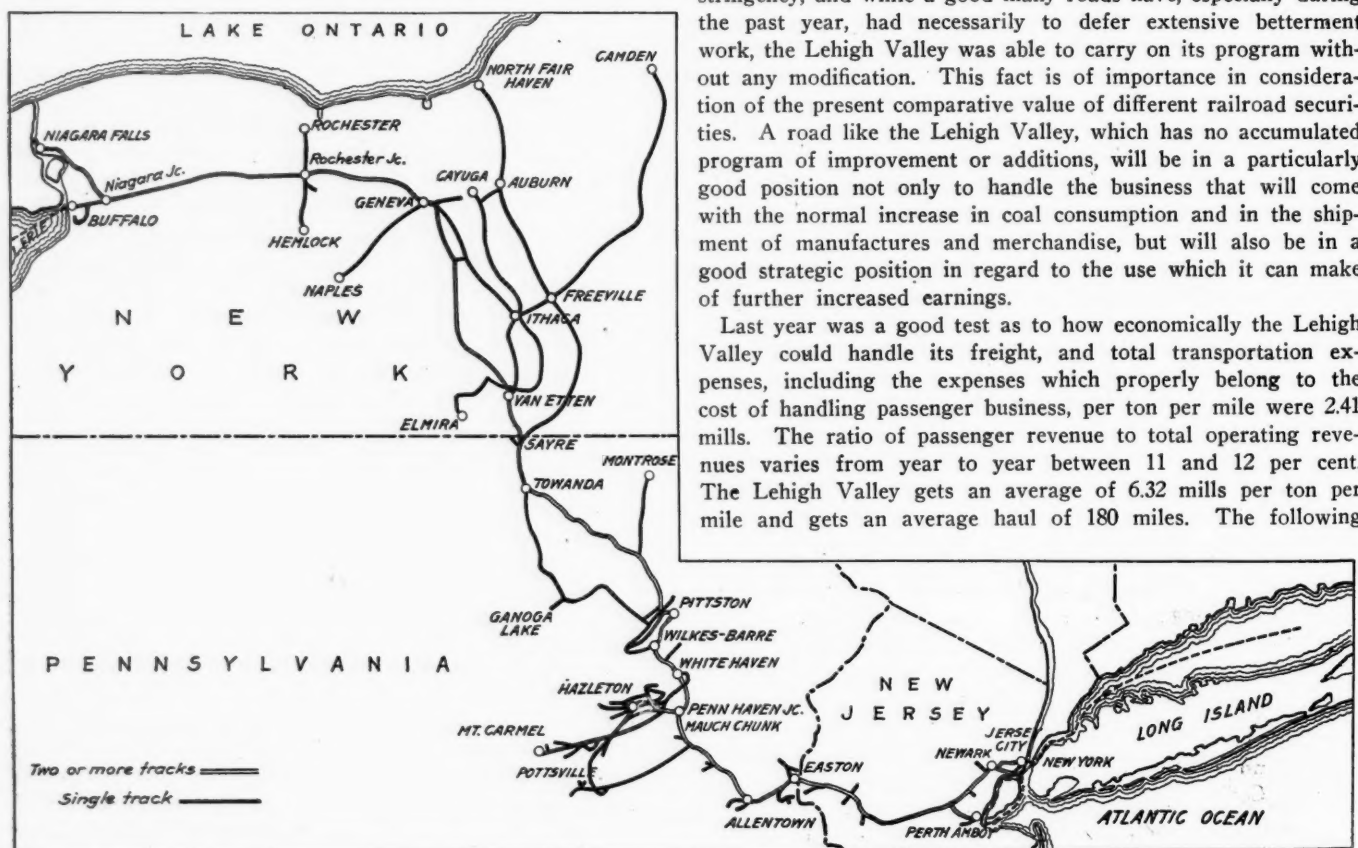 stringency, and while a good many roads have, especially during
the past year, had necessarily to defer extensive betterment
work, the Lehigh Valley was able to carry on its program with-
out any modification. This fact is of importance in considera-
tion of the present comparative value of different railroad securi-
ties. A road like the Lehigh Valley, which has no accumulated
program of improvement or additions, will be in a particularly
good position not only to handle the business that will come
with the normal increase in coal consumption and in the ship-
ment of manufactures and merchandise, but will also be in a
good strategic position in regard to the use which it can make
of further increased earnings.
Last year was a good test as to how economically the Lehigh
Valley could handle its freight, and total transportation ex-
penses, including the expenses which properly belong to the
cost of handling passenger business, per ton per mile were 2.41
mills. The ratio of passenger revenue to total operating reve-
nues varies from year to year between 11 and 12 per cent.
The Lehigh Valley gets an average of 6.32 mills per ton per
mile and gets an average haul of 180 miles. The following
LAKE ONTARIO
NORTH FAIR
HAVEN
CAMDEN
NIAGARA FALLS
ROCHESTER
Niagara Jc.
Rochester Jc.
CAYUGA
AUBURN
GENEVA
BUFFALO
L. ERIE
HEMLOCK
NAPLES
FREEVILLE
ITHACA
NEW
YORK
VAN ETTEN
ELMIRA
SAYRE
MONTROSE
TOWANDA
GANOGA
LAKE
PITTSTON
WILKES-BARRE
WHITE HAVEN
PENNSYLVANIA
HAZLETON
PENN HAVEN JC.
MAUCH CHUNK
MT. CARMEL
POTTSVILLE
NEW
JERSEY
JERSEY
CITY
NEWARK
NEW YORK
LONG ISLAND
EASTON
ALLENTOWN
PERTH AMBOY
ATLANTIC OCEAN
Two or more tracks
Single track